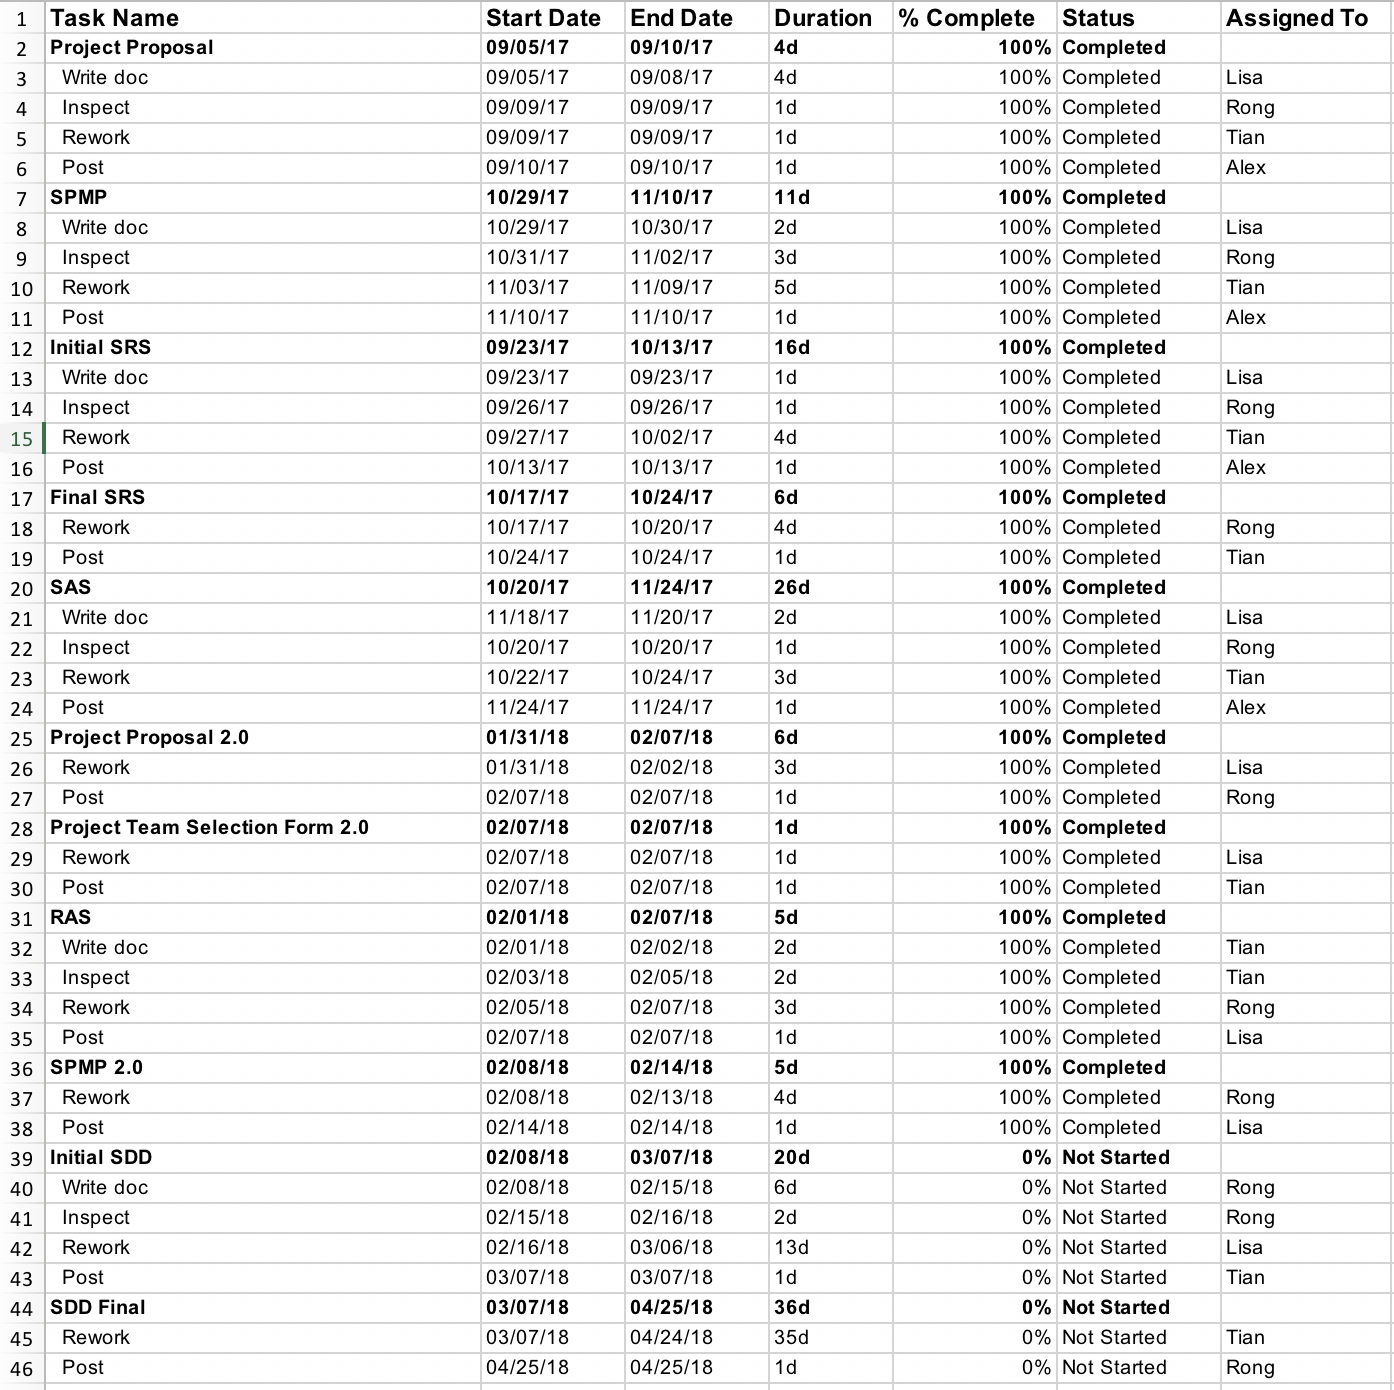 1 Task Name Start Date End Date Duration % Complete Status Assigned To
2 Project Proposal 09/05/17 09/10/17 4d 100% Completed
3 Write doc 09/05/17 09/08/17 4d 100% Completed Lisa
4 Inspect 09/09/17 09/09/17 1d 100% Completed Rong
5 Rework 09/09/17 09/09/17 1d 100% Completed Tian
6 Post 09/10/17 09/10/17 1d 100% Completed Alex
7 SPMP 10/29/17 11/10/17 11d 100% Completed
8 Write doc 10/29/17 10/30/17 2d 100% Completed Lisa
9 Inspect 10/31/17 11/02/17 3d 100% Completed Rong
10 Rework 11/03/17 11/09/17 5d 100% Completed Tian
11 Post 11/10/17 11/10/17 1d 100% Completed Alex
12 Initial SRS 09/23/17 10/13/17 16d 100% Completed
13 Write doc 09/23/17 09/23/17 1d 100% Completed Lisa
14 Inspect 09/26/17 09/26/17 1d 100% Completed Rong
15 Rework 09/27/17 10/02/17 4d 100% Completed Tian
16 Post 10/13/17 10/13/17 1d 100% Completed Alex
17 Final SRS 10/17/17 10/24/17 6d 100% Completed
18 Rework 10/17/17 10/20/17 4d 100% Completed Rong
19 Post 10/24/17 10/24/17 1d 100% Completed Tian
20 SAS 10/20/17 11/24/17 26d 100% Completed
21 Write doc 11/18/17 11/20/17 2d 100% Completed Lisa
22 Inspect 10/20/17 10/20/17 1d 100% Completed Rong
23 Rework 10/22/17 10/24/17 3d 100% Completed Tian
24 Post 11/24/17 11/24/17 1d 100% Completed Alex
25 Project Proposal 2.0 01/31/18 02/07/18 6d 100% Completed
26 Rework 01/31/18 02/02/18 3d 100% Completed Lisa
27 Post 02/07/18 02/07/18 1d 100% Completed Rong
28 Project Team Selection Form 2.0 02/07/18 02/07/18 1d 100% Completed
29 Rework 02/07/18 02/07/18 1d 100% Completed Lisa
30 Post 02/07/18 02/07/18 1d 100% Completed Tian
31 RAS 02/01/18 02/07/18 5d 100% Completed
32 Write doc 02/01/18 02/02/18 2d 100% Completed Tian
33 Inspect 02/03/18 02/05/18 2d 100% Completed Tian
34 Rework 02/05/18 02/07/18 3d 100% Completed Rong
35 Post 02/07/18 02/07/18 1d 100% Completed Lisa
36 SPMP 2.0 02/08/18 02/14/18 5d 100% Completed
37 Rework 02/08/18 02/13/18 4d 100% Completed Rong
38 Post 02/14/18 02/14/18 1d 100% Completed Lisa
39 Initial SDD 02/08/18 03/07/18 20d 0% Not Started
40 Write doc 02/08/18 02/15/18 6d 0% Not Started Rong
41 Inspect 02/15/18 02/16/18 2d 0% Not Started Rong
42 Rework 02/16/18 03/06/18 13d 0% Not Started Lisa
43 Post 03/07/18 03/07/18 1d 0% Not Started Tian
44 SDD Final 03/07/18 04/25/18 36d 0% Not Started
45 Rework 03/07/18 04/24/18 35d 0% Not Started Tian
46 Post 04/25/18 04/25/18 1d 0% Not Started Rong